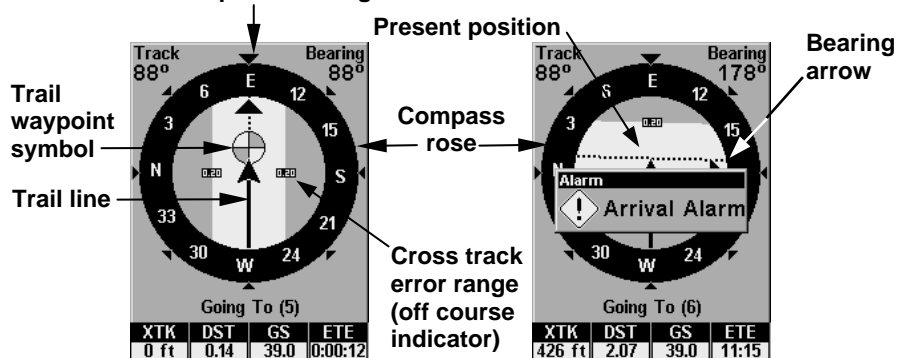 Present position
Bearing
arrow
Track
88°
Bearing
88°
E
6
12
3
15
N
S
33
21
30
24
W
0.20
0.20
Going To (5)
XTK DST GS ETE
0 ft 0.14 39.0 0:00:12
Trail
waypoint
symbol
Trail line
Compass
rose
Cross track
error range
(off course
indicator)
Track
88°
Bearing
178°
E
12
3
15
0.20
Alarm
Arrival Alarm
30
24
W
Going To (6)
XTK DST GS ETE
426 ft 2.07 39.0 11:15